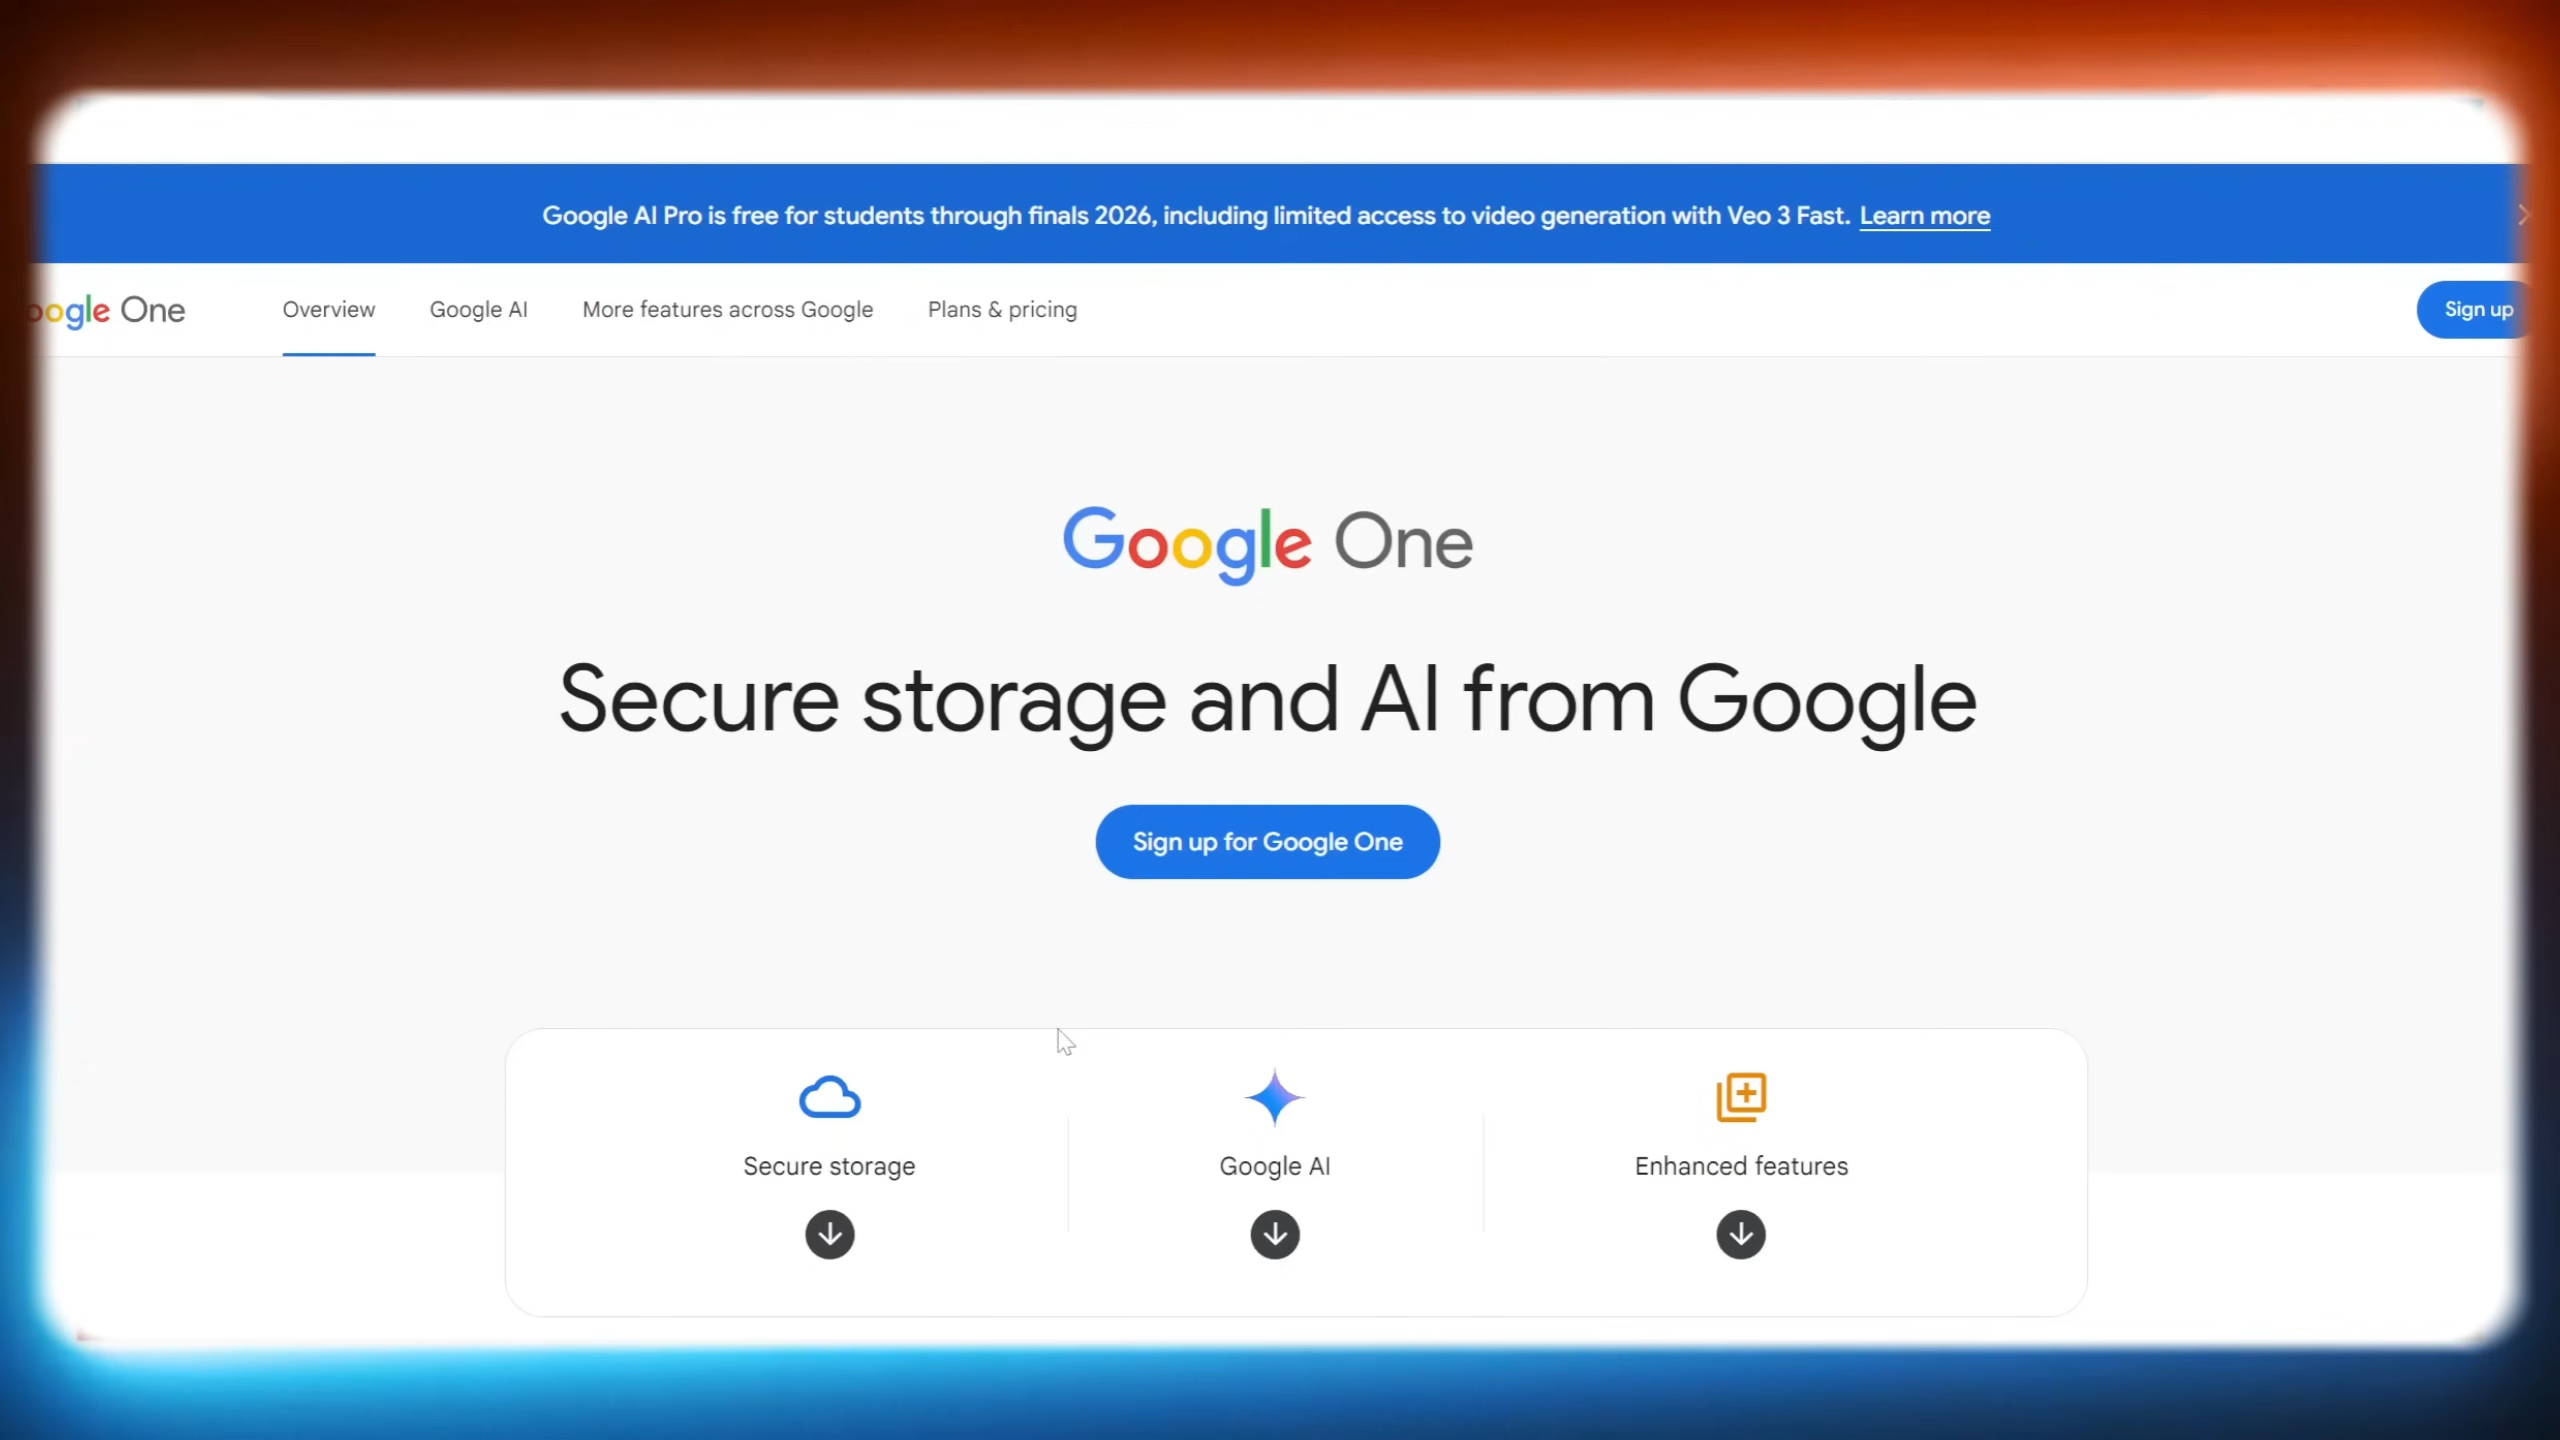 Google AI Pro is free for students through finals 2026, including limited access to video generation with Veo 3 Fast. Learn more
oogle One Overview Google AI More features across Google Plans & pricing Sign up
Google One
Secure storage and AI from Google
Sign up for Google One
Secure storage Google AI Enhanced features